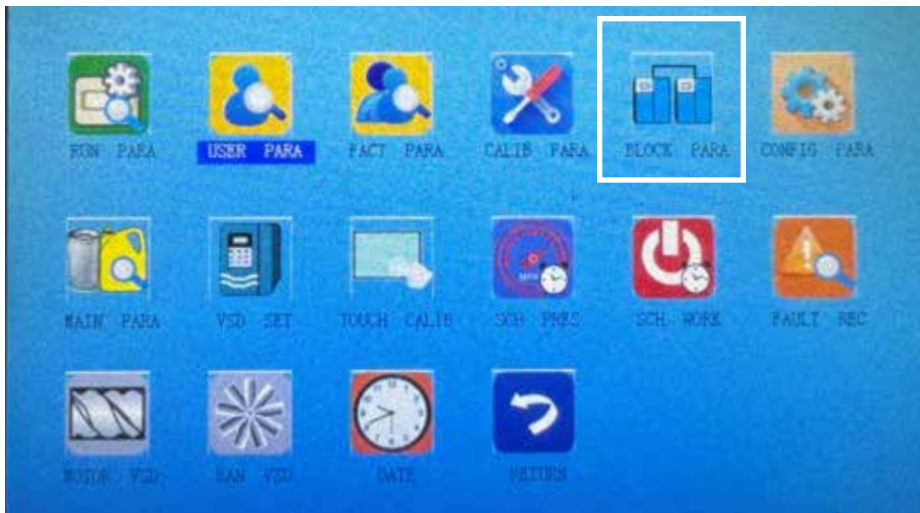 RUN PARA
USER PARA
FACT PARA
CALIB PARA
BLOCK PARA
CONFIG PARA
MAIN PARA
VSD SET
TOUCH CALIB
SCH PRES
SCH WORK
FAULT REC
MOTOR VSD
FAN VSD
DATE
RETURN